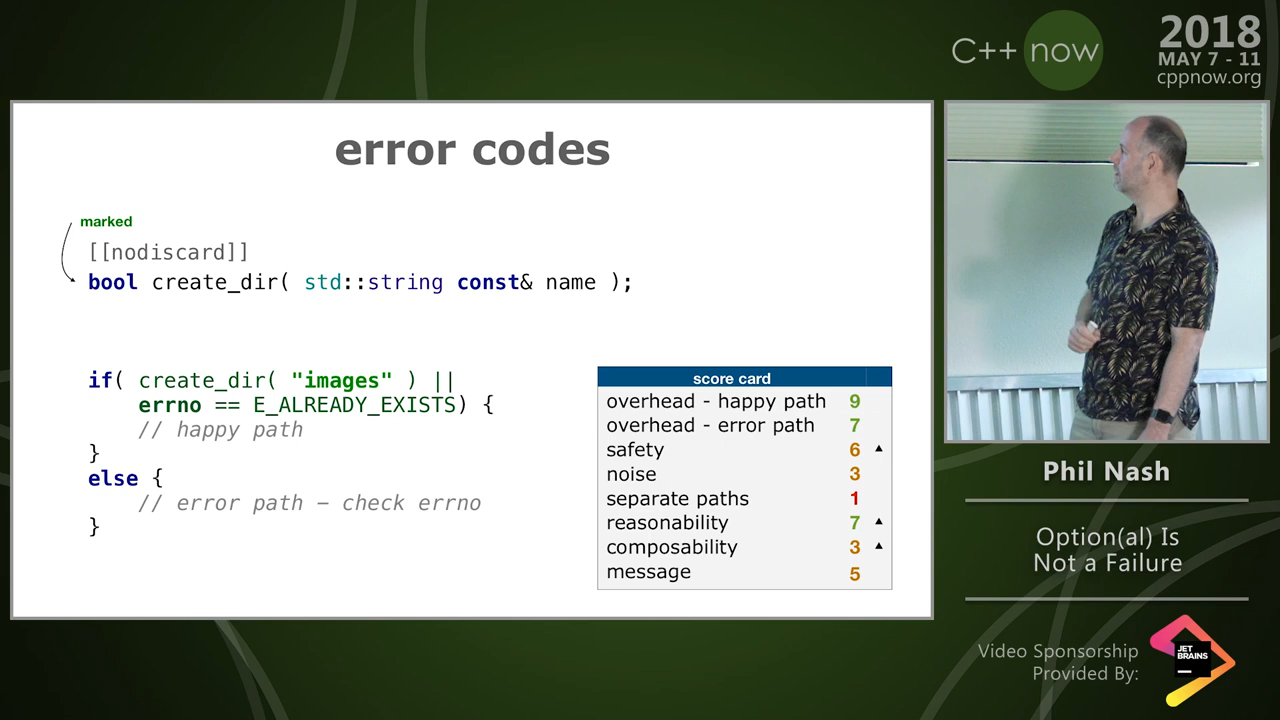 C++ now
2018
MAY 7 - 11
cppnow.org
error codes
marked
[[nodiscard]]
bool create_dir( std::string const& name );
if( create_dir( "images" ) ||
errno == E_ALREADY_EXISTS) {
// happy path
}
else {
// error path – check errno
}
score card
overhead - happy path 9
overhead - error path 7
safety 6 ▲
noise 3
separate paths 1
reasonability 7 ▲
composability 3 ▲
message 5
Phil Nash
Option(al) Is
Not a Failure
Video Sponsorship
Provided By:
JET
BRAINS